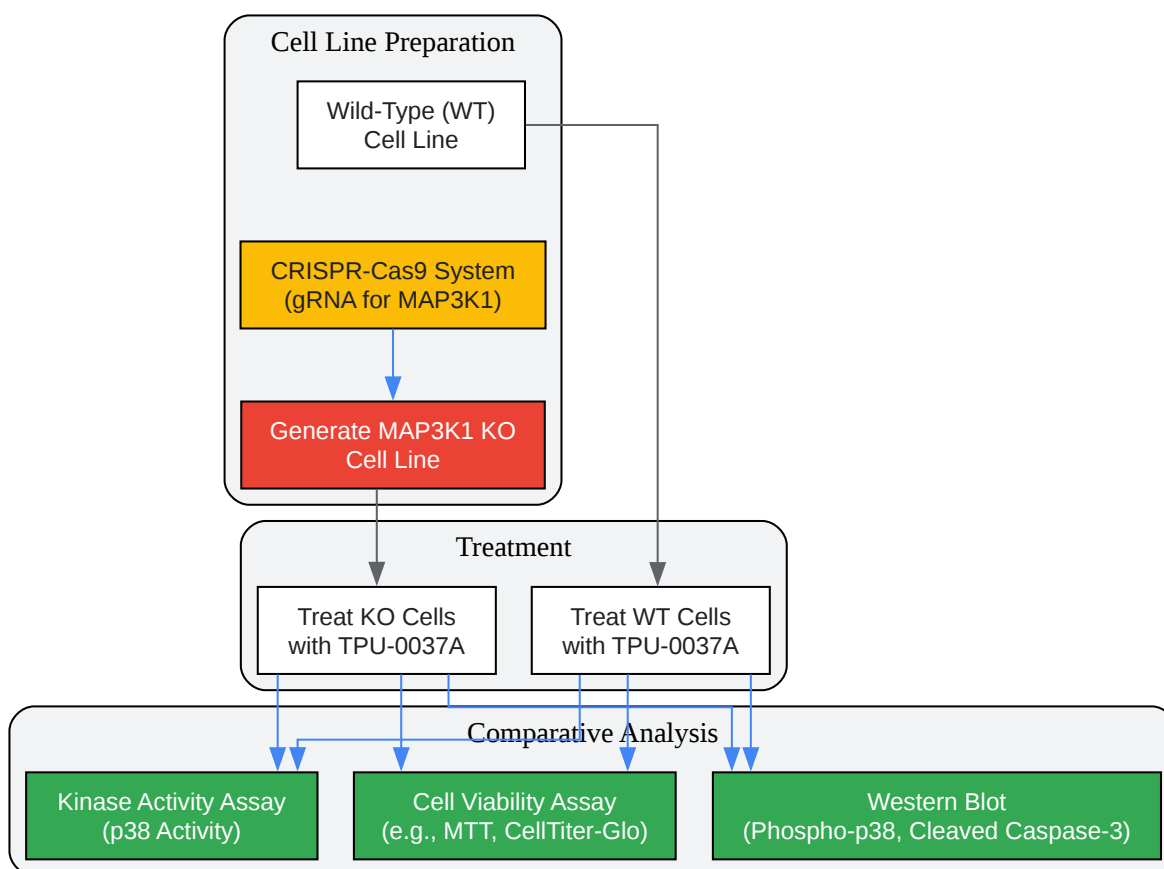 Cell Line Preparation
Wild-Type (WT)
Cell Line
CRISPR-Cas9 System
(gRNA for MAP3K1)
Generate MAP3K1 KO
Cell Line
Treatment
Treat KO Cells
with TPU-0037A
Treat WT Cells
with TPU-0037A
Comparative Analysis
Kinase Activity Assay
(p38 Activity)
Cell Viability Assay
(e.g., MTT, CellTiter-Glo)
Western Blot
(Phospho-p38, Cleaved Caspase-3)